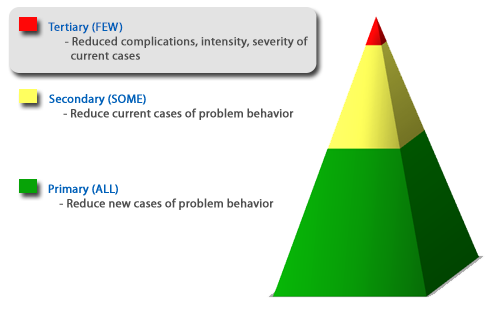 Tertiary (FEW)
- Reduced complications, intensity, severity of
current cases
Secondary (SOME)
- Reduce current cases of problem behavior
Primary (ALL)
- Reduce new cases of problem behavior